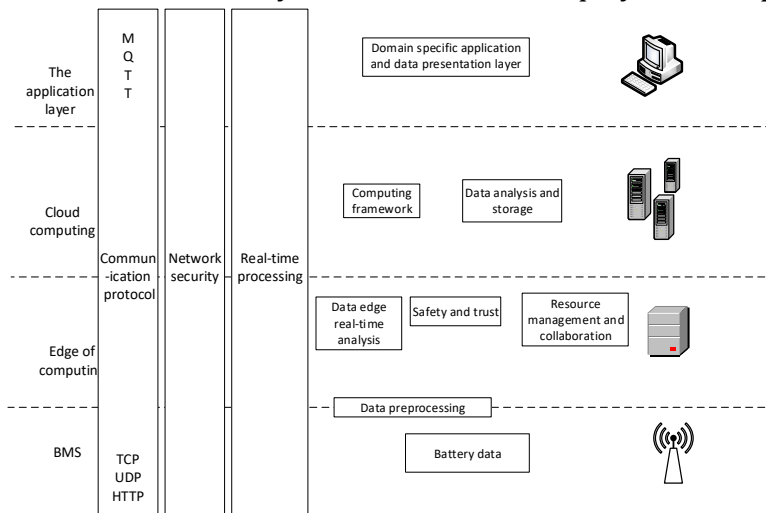 M
Q
T
T
The
application
layer
Domain specific application
and data presentation layer
Cloud
computing
Computing
framework
Data analysis and
storage
Commun
-ication
protocol
Network
security
Real-time
processing
Edge of
computin
Data edge
real-time
analysis
Safety and trust
Resource
management and
collaboration
Data preprocessing
BMS
Battery data
TCP
UDP
HTTP